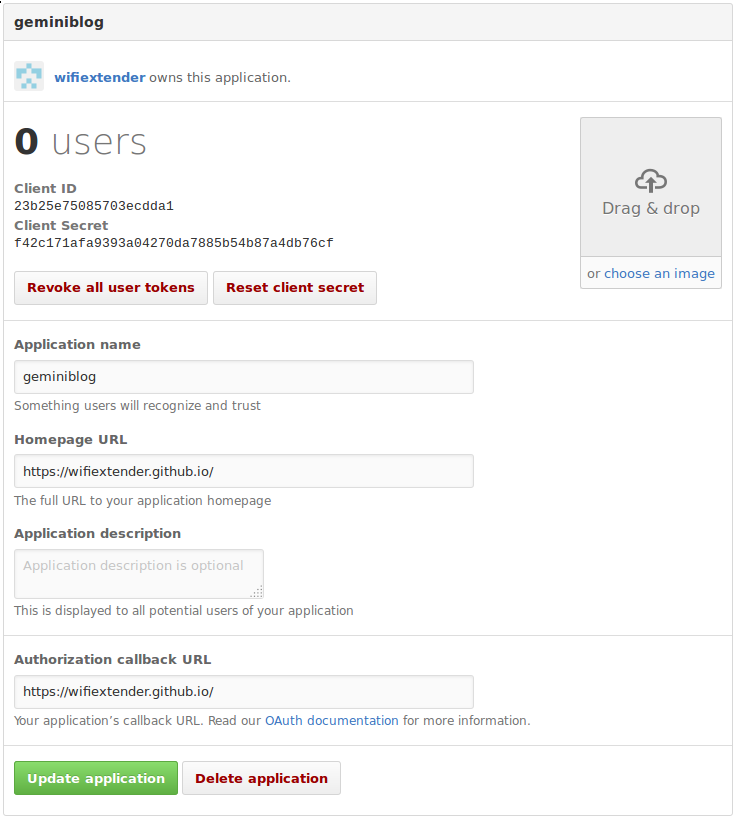 geminiblog
wifiextender owns this application.
0 users
Client ID
23b25e75085703ecdda1
Client Secret
f42c171afa9393a04270da7885b54b87a4db76cf
Revoke all user tokens Reset client secret
Drag & drop
or choose an image
Application name
geminiblog
Something users will recognize and trust
Homepage URL
https://wifiextender.github.io/
The full URL to your application homepage
Application description
Application description is optional
This is displayed to all potential users of your application
Authorization callback URL
https://wifiextender.github.io/
Your application’s callback URL. Read our OAuth documentation for more information.
Update application Delete application